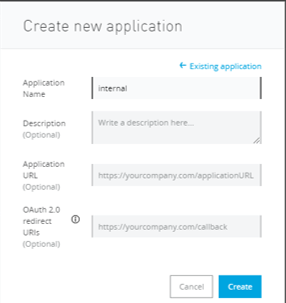 Create new application
← Existing application
Application
Name
internal
Description
(Optional)
Write a description here...
Application
URL
(Optional)
https://yourcompany.com/applicationURL
OAuth 2.0
redirect
URIs
(Optional)
https://yourcompany.com/callback
Cancel
Create